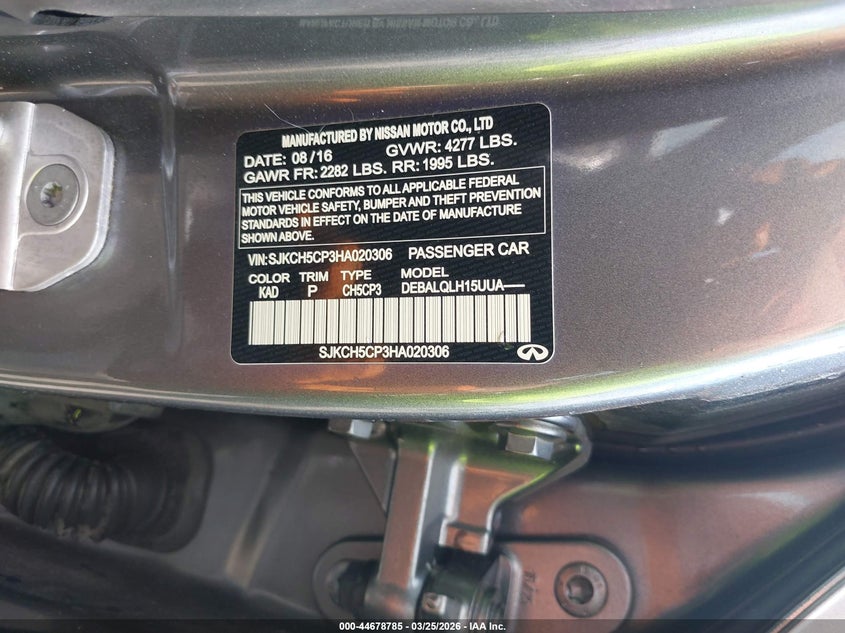 MANUFACTURED BY NISSAN MOTOR CO., LTD
DATE: 08/16 GVWR: 4277 LBS.
GAWR FR: 2282 LBS. RR: 1995 LBS.
THIS VEHICLE CONFORMS TO ALL APPLICABLE FEDERAL
MOTOR VEHICLE SAFETY, BUMPER AND THEFT PREVENTION
STANDARDS IN EFFECT ON THE DATE OF MANUFACTURE
SHOWN ABOVE.
VIN: SJKCH5CP3HA020306 PASSENGER CAR
COLOR TRIM TYPE MODEL
KAD P CH5CP3 DEBALQLH15UUA—
SJKCH5CP3HA020306
000-44678785 - 03/25/2026 - IAA Inc.